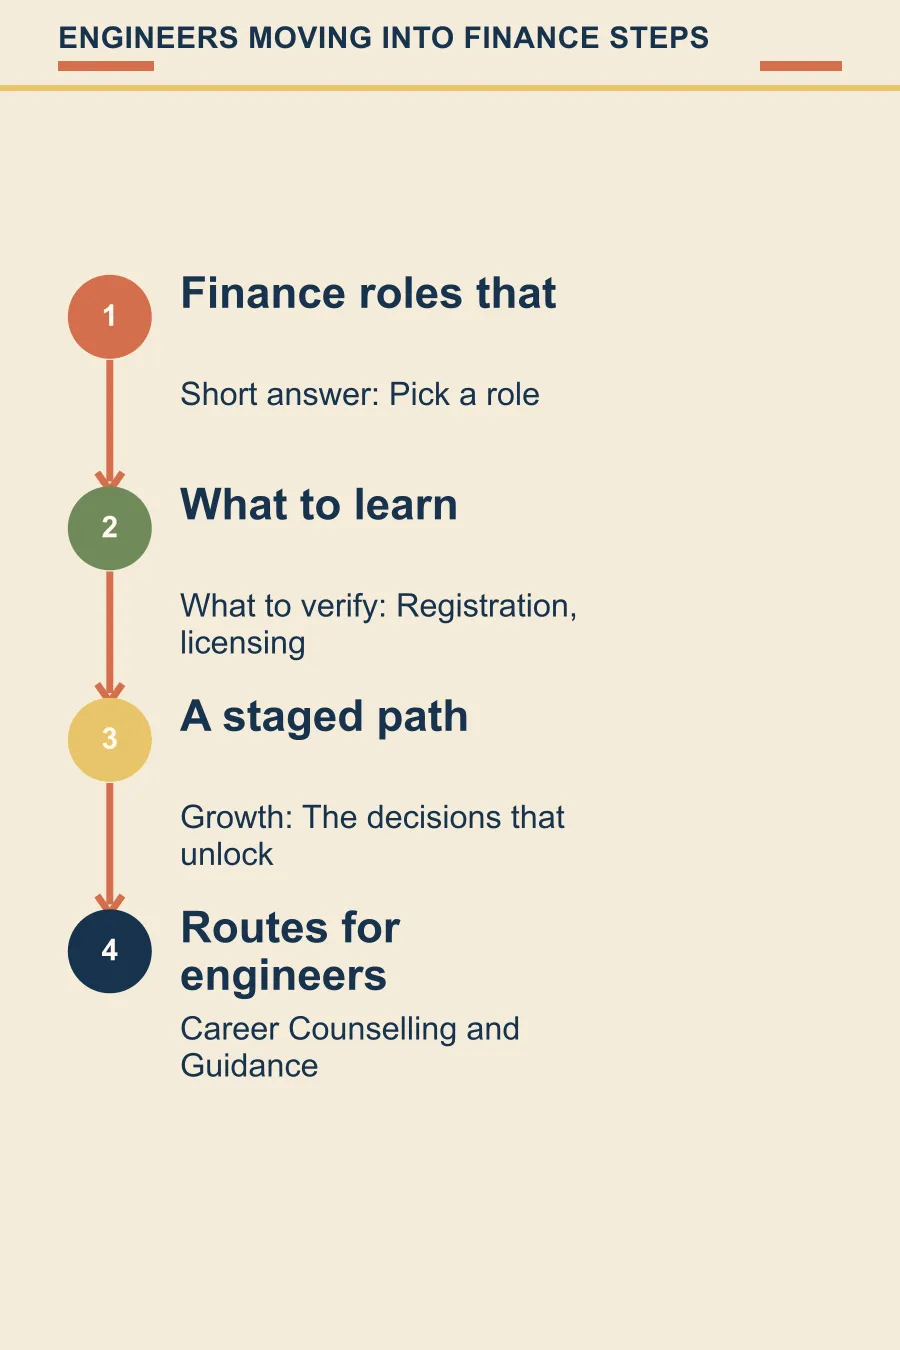 ENGINEERS MOVING INTO FINANCE STEPS
1
Finance roles that
Short answer: Pick a role
2
What to learn
What to verify: Registration,
licensing
3
A staged path
Growth: The decisions that
unlock
4
Routes for
engineers
Career Counselling and
Guidance